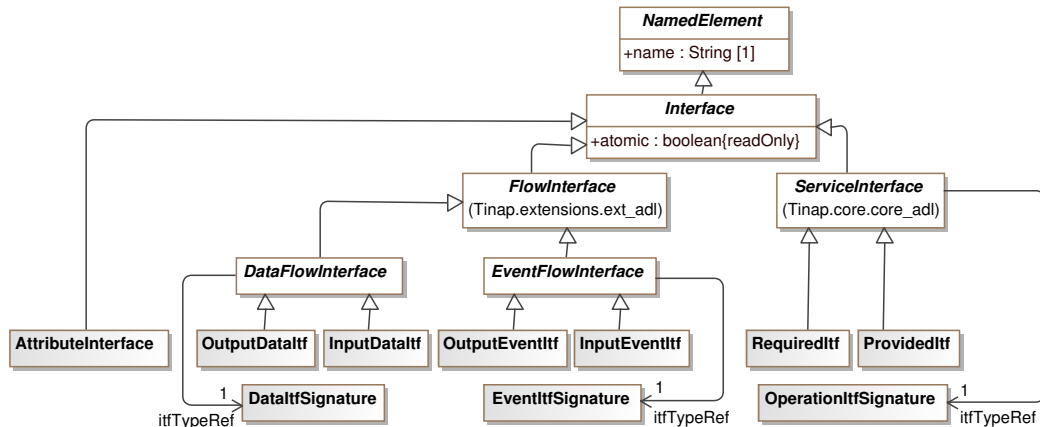 NamedElement
+name : String [1]
Interface
+atomic : boolean{readOnly}
FlowInterface
(Tinap.extensions.ext_adl)
ServiceInterface
(Tinap.core.core_adl)
DataFlowInterface
EventFlowInterface
AttributeInterface
OutputDataItf
InputDataItf
OutputEventItf
InputEventItf
RequiredItf
ProvidedItf
1
DataItfSignature
itfTypeRef
EventItfSignature
1
itfTypeRef
OperationItfSignature
1
itfTypeRef